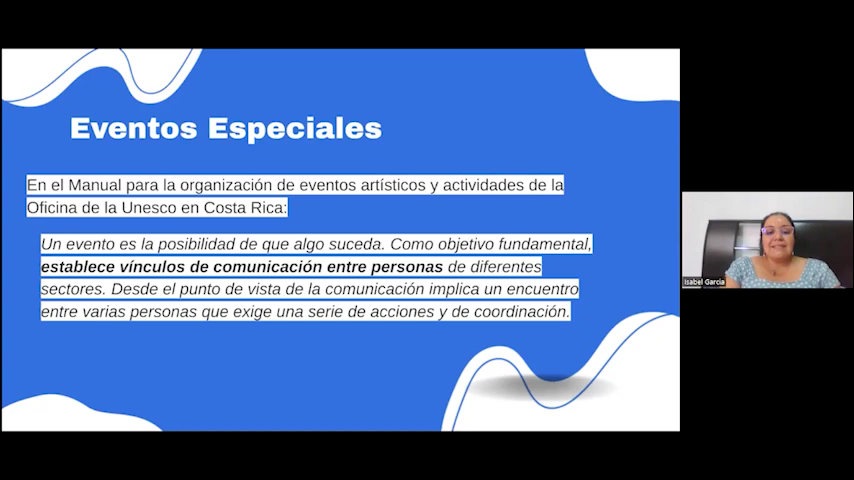 Eventos Especiales
En el Manual para la organización de eventos artísticos y actividades de la
Oficina de la Unesco en Costa Rica:
Un evento es la posibilidad de que algo suceda. Como objetivo fundamental,
establece vínculos de comunicación entre personas de diferentes
sectores. Desde el punto de vista de la comunicación implica un encuentro
entre varias personas que exige una serie de acciones y de coordinación.
Isabel Garcia